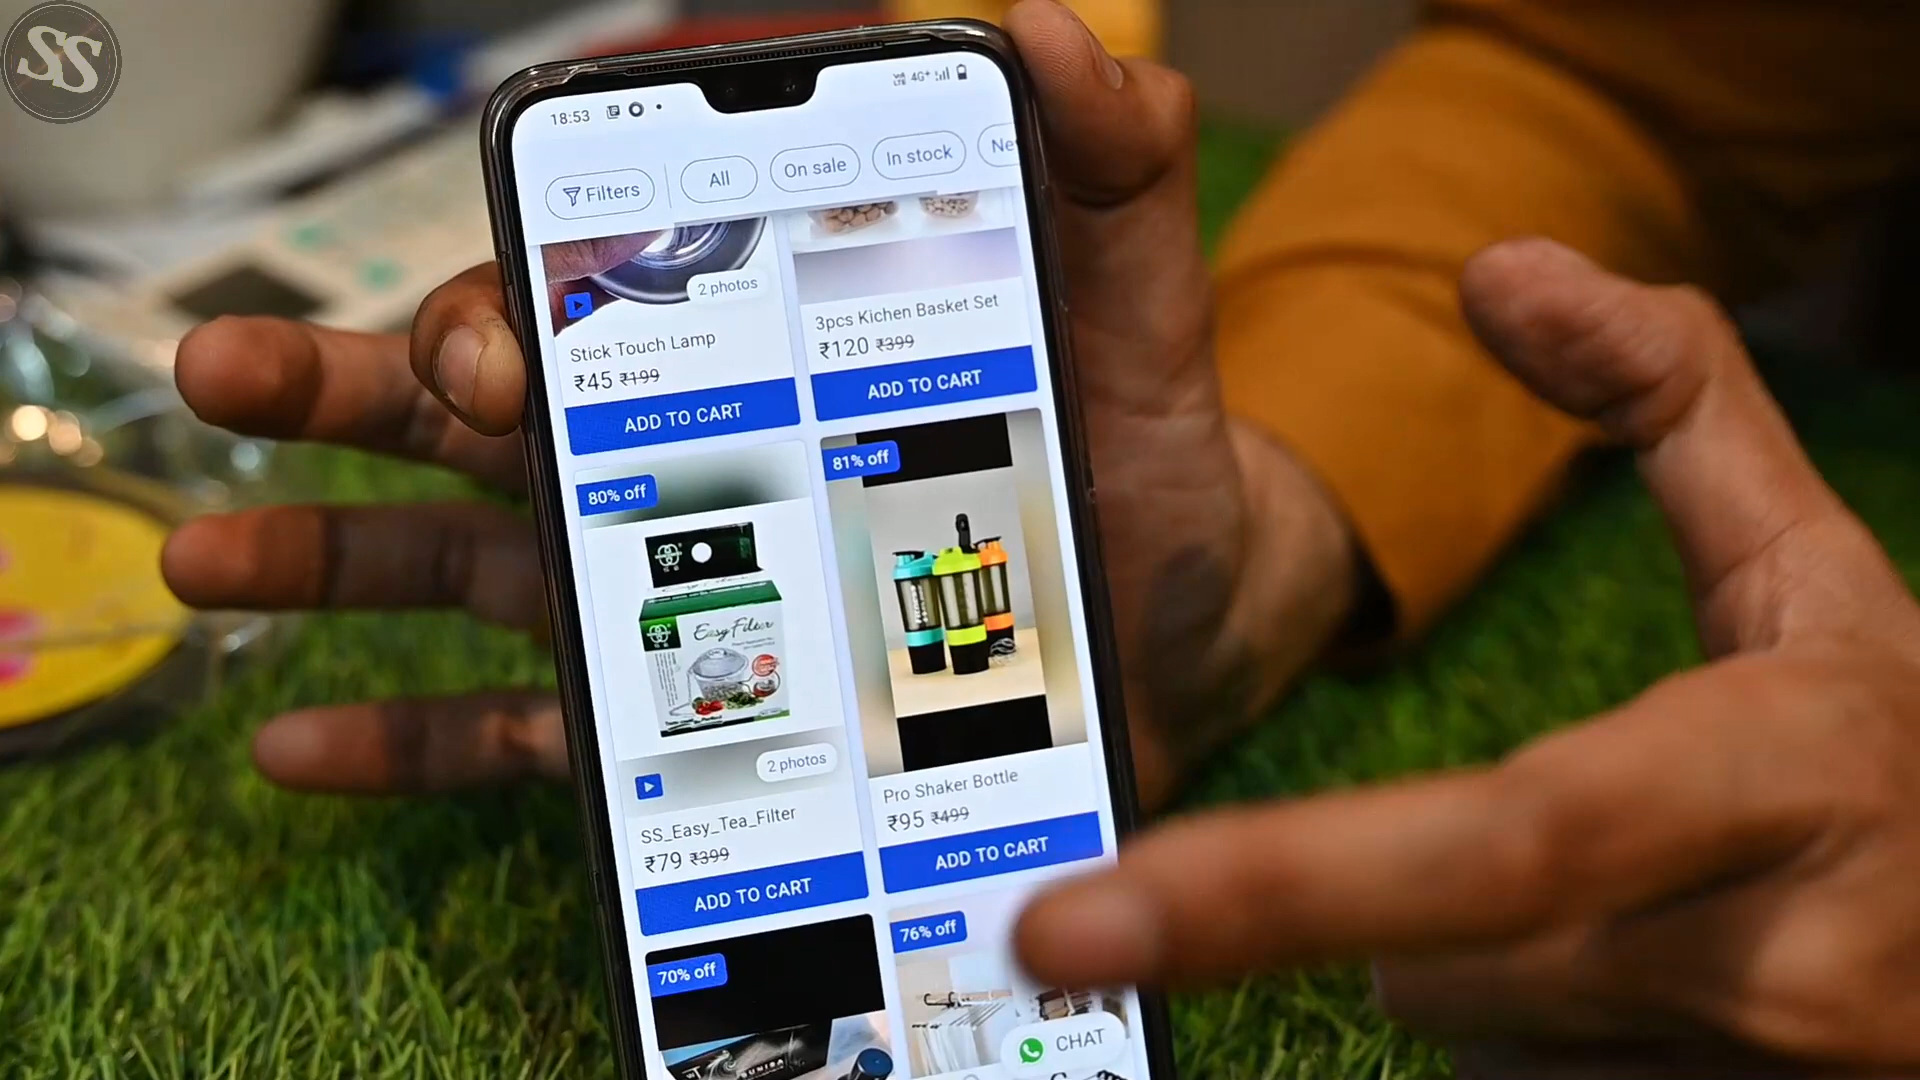 SS
18:53
4G+
Filters
All
On sale
In stock
2 photos
Stick Touch Lamp
₹45 ₹199
ADD TO CART
3pcs Kichen Basket Set
₹120 ₹399
ADD TO CART
80% off
Easy Filter
2 photos
SS_Easy_Tea_Filter
₹79 ₹399
ADD TO CART
81% off
Pro Shaker Bottle
₹95 ₹499
ADD TO CART
70% off
76% off
CHAT